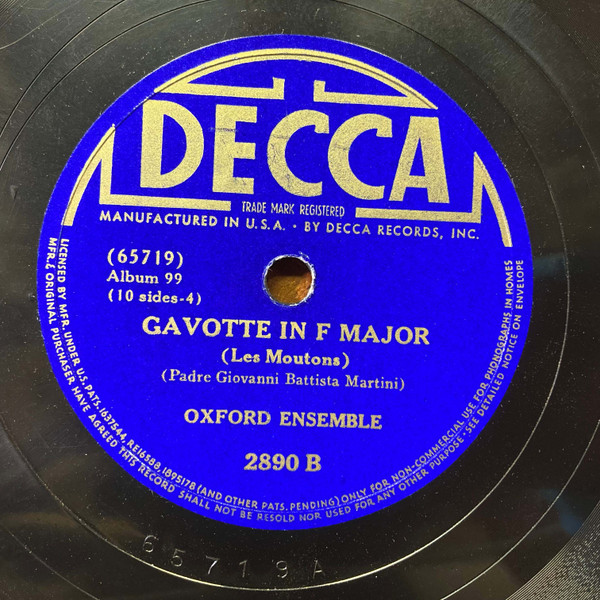 DECCA
TRADE MARK REGISTERED
MANUFACTURED IN U.S.A. · BY DECCA RECORDS, INC.
(65719)
Album 99
(10 sides-4)
GAVOTTE IN F MAJOR
(Les Moutons)
(Padre Giovanni Battista Martini)
OXFORD ENSEMBLE
2890 B
LICENSED BY MFR. UNDER U.S. PATS. 1637544, RE16588, 1895178 (AND OTHER PATS. PENDING) ONLY FOR NON-COMMERCIAL USE FOR PHONOGRAPHS IN HOMES
MFR. & ORIGINAL PURCHASER HAVE AGREED THIS RECORD SHALL NOT BE RESOLD NOR USED FOR ANY OTHER PURPOSE · SEE DETAILED NOTICE ON ENVELOPE
65719A